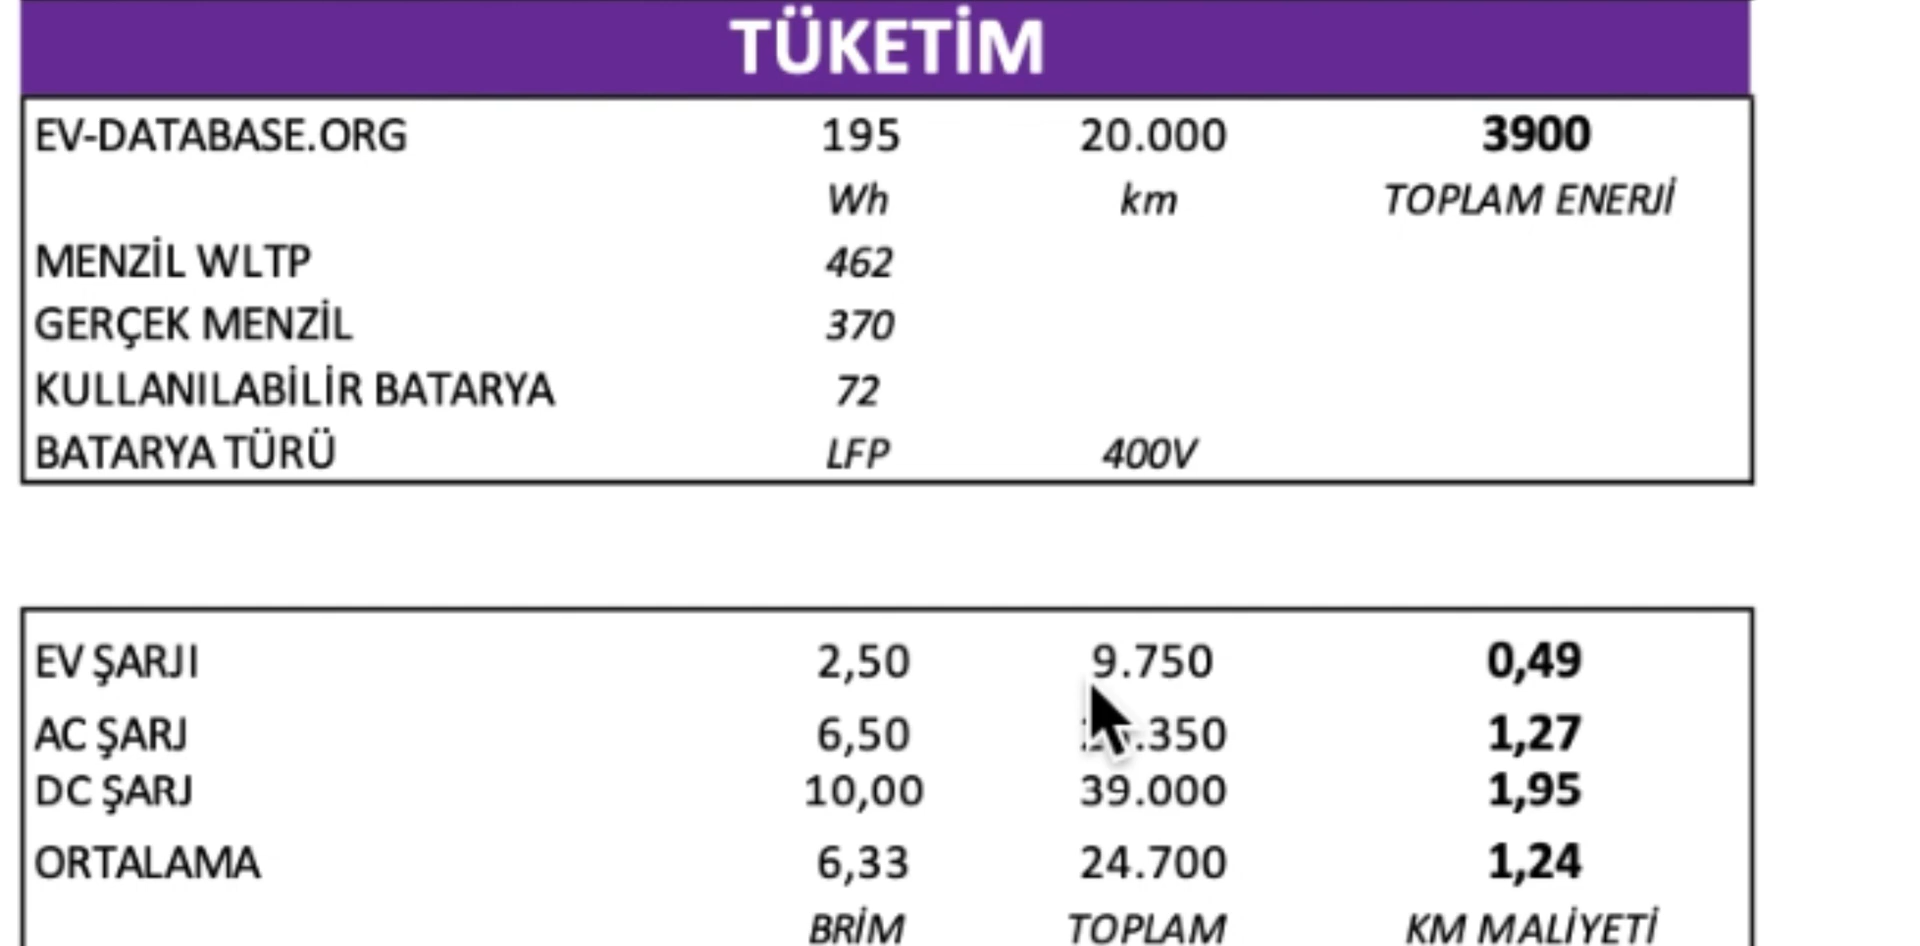 TÜKETİM
EV-DATABASE.ORG 195 20.000 3900
Wh km TOPLAM ENERJİ
MENZİL WLTP 462
GERÇEK MENZİL 370
KULLANILABİLİR BATARYA 72
BATARYA TÜRÜ LFP 400V
EV ŞARJI 2,50 9.750 0,49
AC ŞARJ 6,50 .350 1,27
DC ŞARJ 10,00 39.000 1,95
ORTALAMA 6,33 24.700 1,24
BRİM TOPLAM KM MALİYETİ